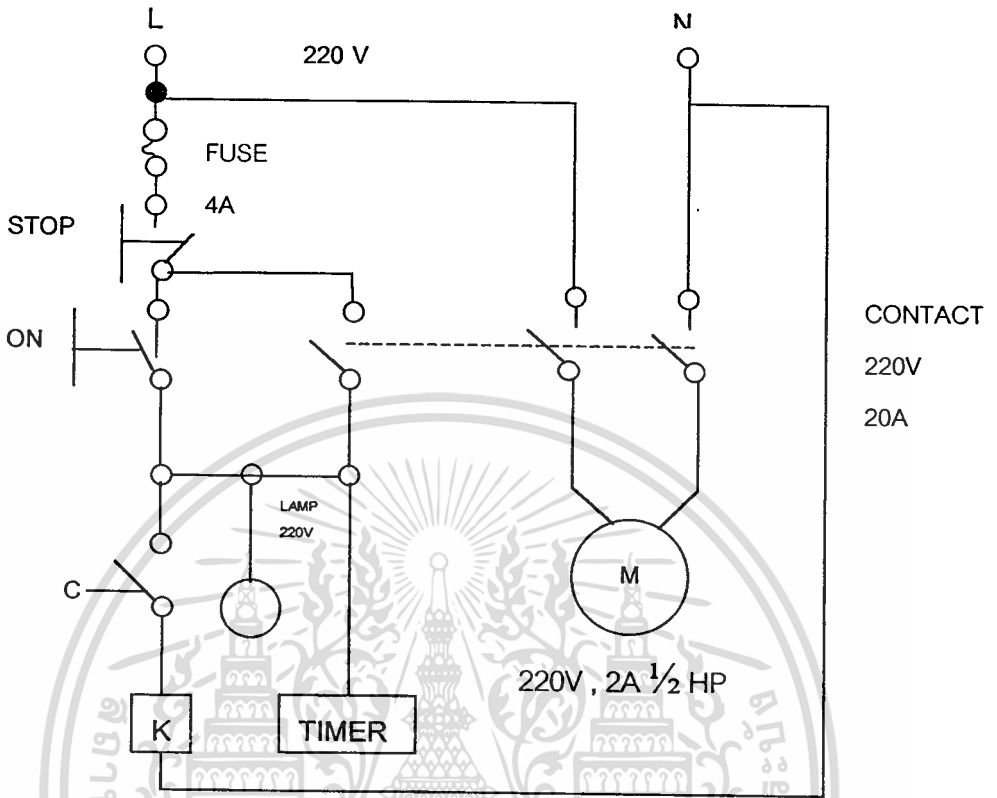 L
N
220 V
FUSE
4A
STOP
ON
CONTACT
220V
20A
LAMP
220V
C
M
220V , 2A ½ HP
K
TIMER